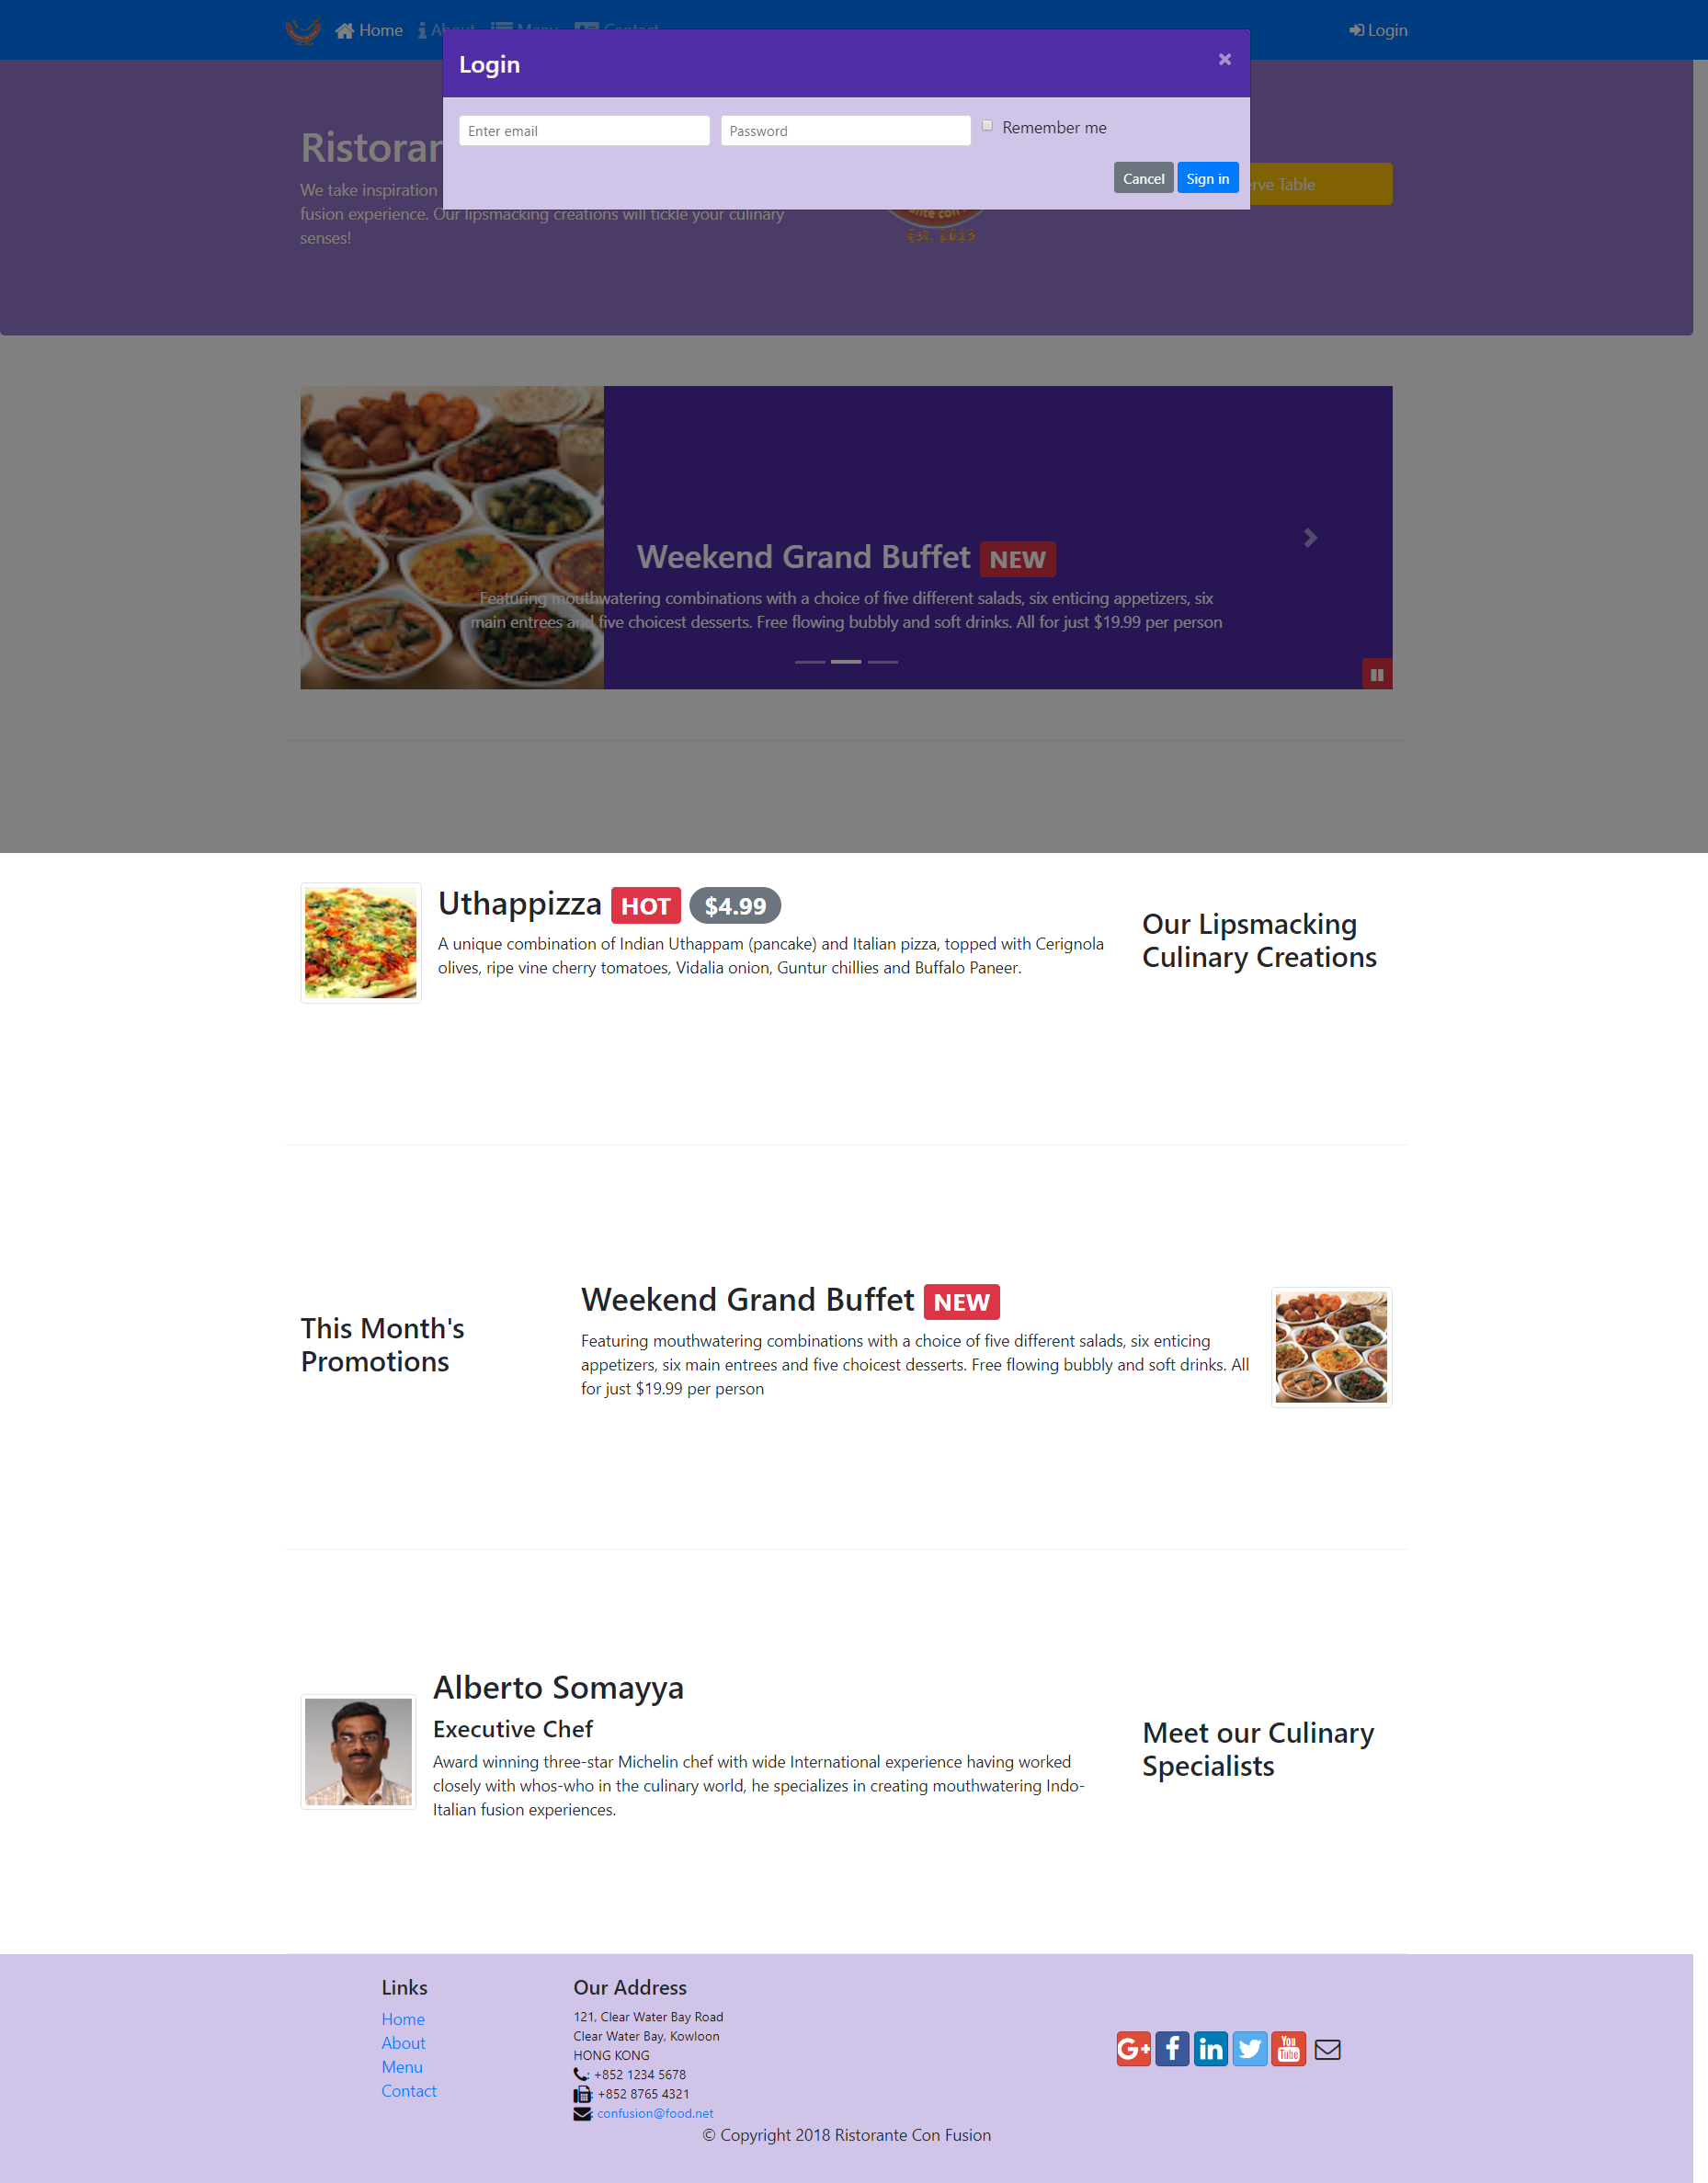 Home About Menu Contact Login
Login ×
Enter email Password Remember me
Cancel Sign in
We take inspiration
fusion experience. Our lipsmacking creations will tickle your culinary
senses!
Table
Est. 2013
Weekend Grand Buffet NEW
Featuring mouthwatering combinations with a choice of five different salads, six enticing appetizers, six
main entrees and five choicest desserts. Free flowing bubbly and soft drinks. All for just $19.99 per person
Uthappizza HOT $4.99
A unique combination of Indian Uthappam (pancake) and Italian pizza, topped with Cerignola
olives, ripe vine cherry tomatoes, Vidalia onion, Guntur chillies and Buffalo Paneer.
Our Lipsmacking
Culinary Creations
This Month's
Promotions
Weekend Grand Buffet NEW
Featuring mouthwatering combinations with a choice of five different salads, six enticing
appetizers, six main entrees and five choicest desserts. Free flowing bubbly and soft drinks. All
for just $19.99 per person
Alberto Somayya
Executive Chef
Award winning three-star Michelin chef with wide International experience having worked
closely with whos-who in the culinary world, he specializes in creating mouthwatering Indo-
Italian fusion experiences.
Meet our Culinary
Specialists
Links
Home
About
Menu
Contact
Our Address
121, Clear Water Bay Road
Clear Water Bay, Kowloon
HONG KONG
: +852 1234 5678
: +852 8765 4321
: confusion@food.net
G+ f in You Tube
© Copyright 2018 Ristorante Con Fusion